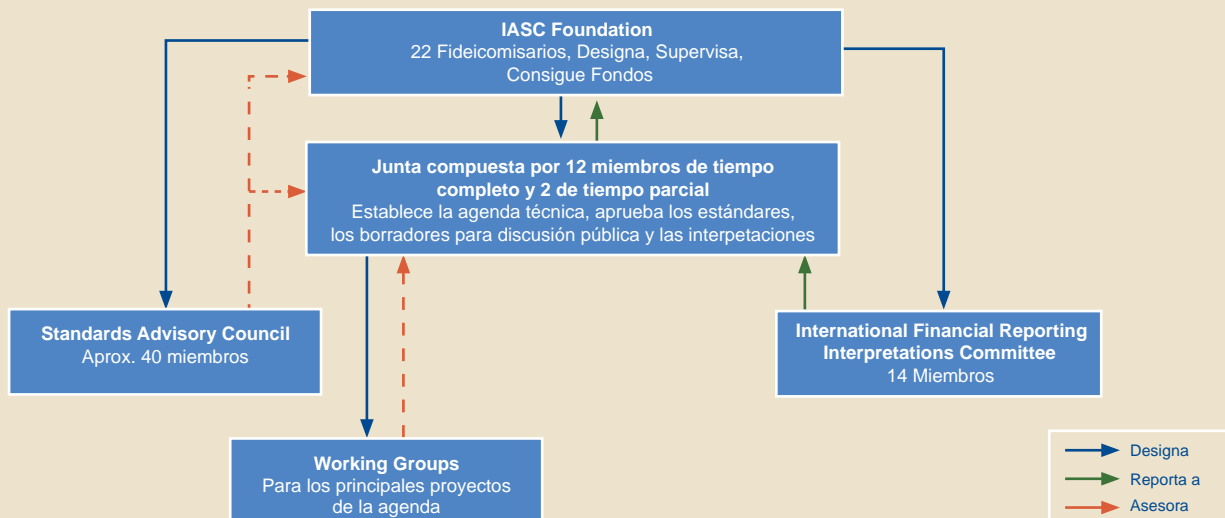 IASC Foundation
22 Fideicomisarios, Designa, Supervisa,
Consigue Fondos
Junta compuesta por 12 miembros de tiempo
completo y 2 de tiempo parcial
Establece la agenda técnica, aprueba los estándares,
los borradores para discusión pública y las interpetaciones
Standards Advisory Council
Aprox. 40 miembros
International Financial Reporting
Interpretations Committee
14 Miembros
Working Groups
Para los principales proyectos
de la agenda
Designa
Reporta a
Asesora